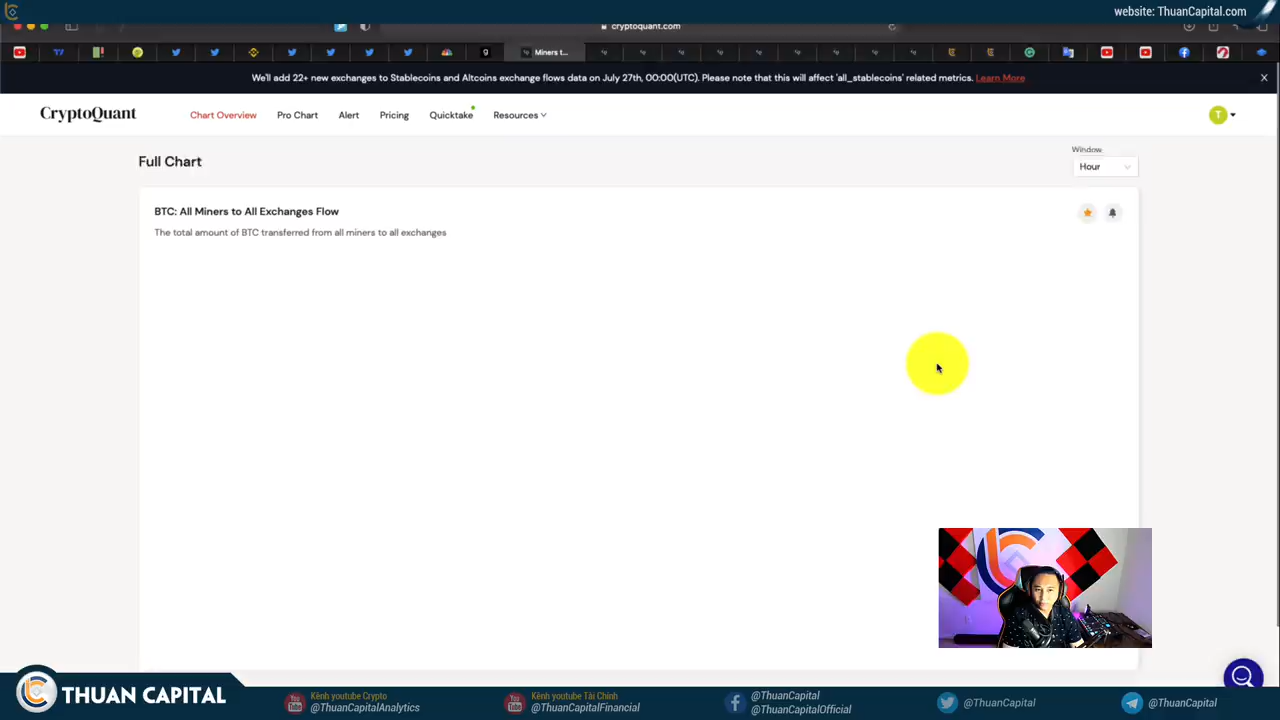 website: ThuanCapital.com
cryptoquant.com
Miners t...
We'll add 22+ new exchanges to Stablecoins and Altcoins exchange flows data on July 27th, 00:00(UTC). Please note that this will affect 'all_stablecoins' related metrics. Learn More
CryptoQuant
Chart Overview
Pro Chart
Alert
Pricing
Quicktake
Resources
T
Full Chart
Window
Hour
BTC: All Miners to All Exchanges Flow
The total amount of BTC transferred from all miners to all exchanges
THUAN CAPITAL
Kênh youtube Crypto
@ThuanCapitalAnalytics
Kênh youtube Tài Chính
@ThuanCapitalFinancial
@ThuanCapital
@ThuanCapitalOfficial
@ThuanCapital
@ThuanCapital